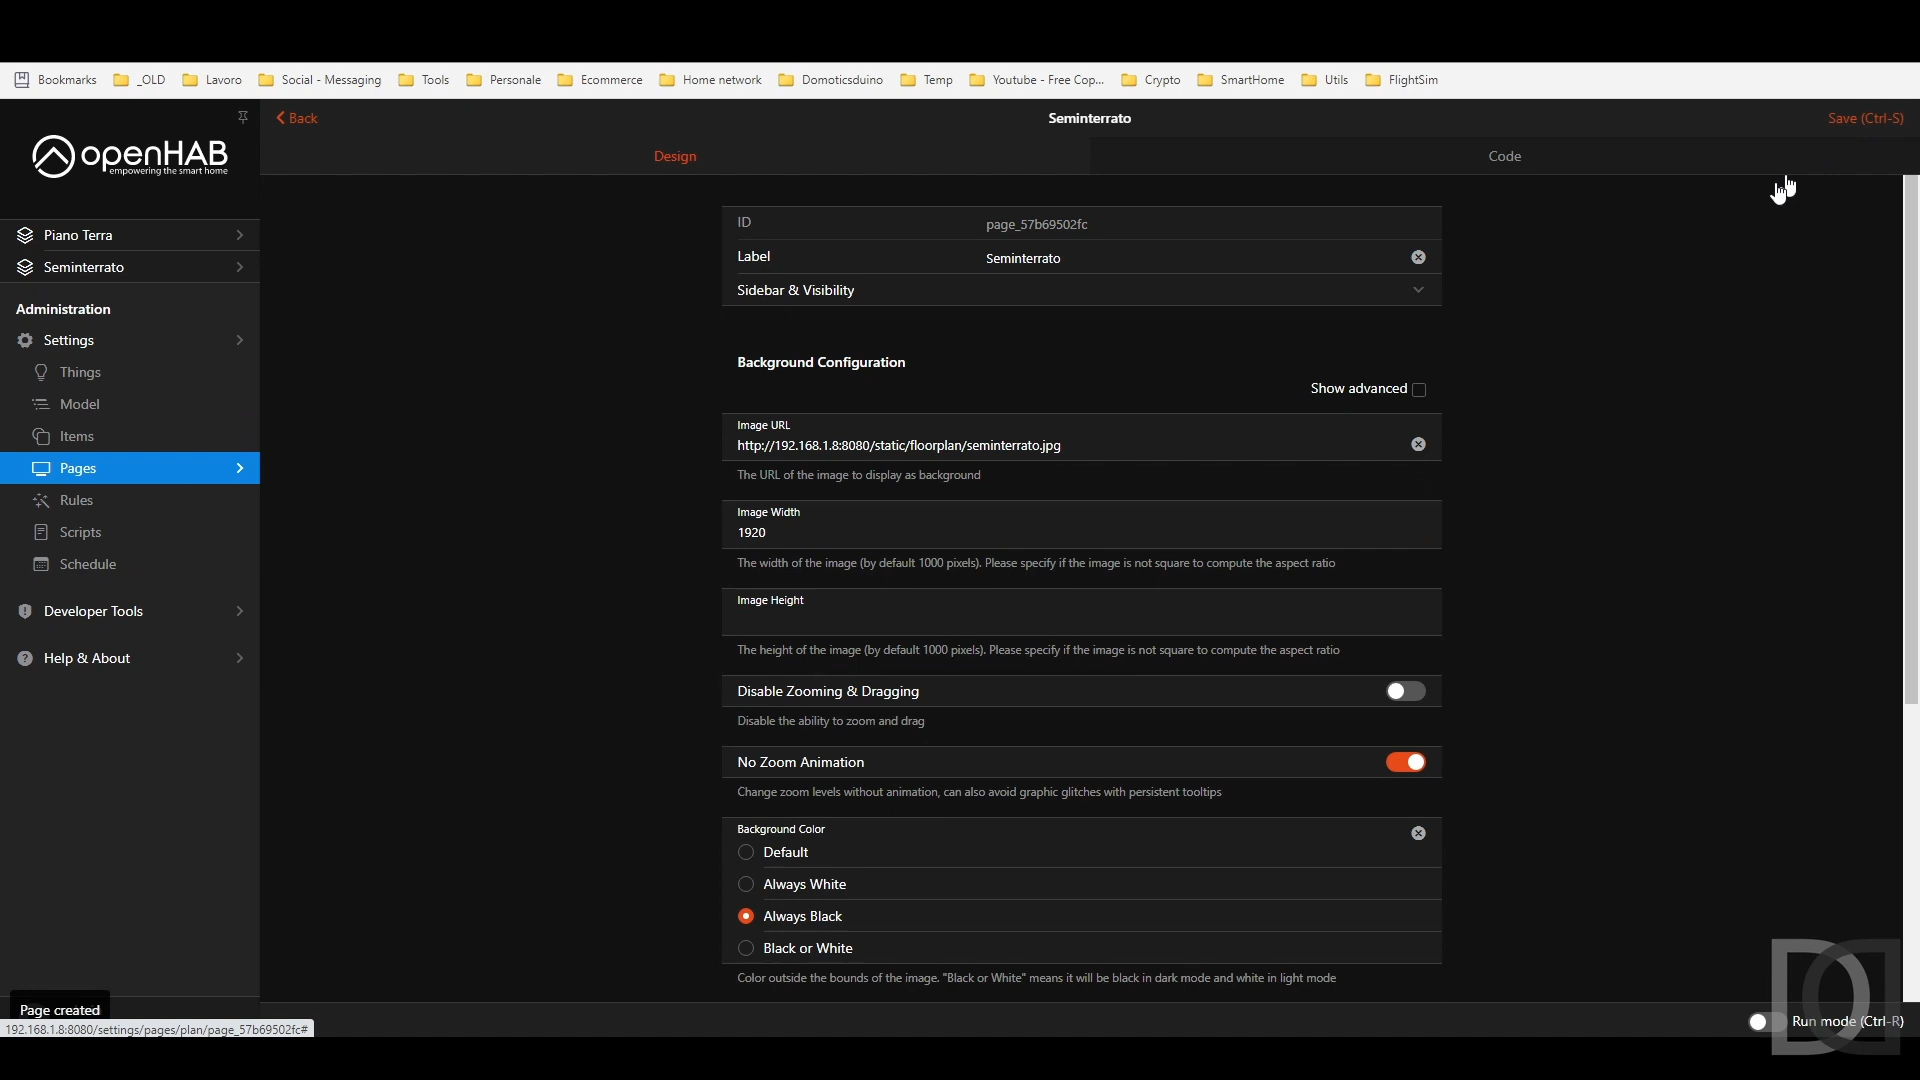 Bookmarks _OLD Lavoro Social - Messaging Tools Personale Ecommerce Home network Domoticsduino Temp Youtube - Free Cop... Crypto SmartHome Utils FlightSim
Back Seminterrato Save (Ctrl-S)
openHAB
empowering the smart home
Design Code
Piano Terra
Seminterrato
Administration
Settings
Things
Model
Items
Pages
Rules
Scripts
Schedule
Developer Tools
Help & About
ID page_57b69502fc
Label Seminterrato
Sidebar & Visibility
Background Configuration
Show advanced
Image URL
http://192.168.1.8:8080/static/floorplan/seminterrato.jpg
The URL of the image to display as background
Image Width
1920
The width of the image (by default 1000 pixels). Please specify if the image is not square to compute the aspect ratio
Image Height
The height of the image (by default 1000 pixels). Please specify if the image is not square to compute the aspect ratio
Disable Zooming & Dragging
Disable the ability to zoom and drag
No Zoom Animation
Change zoom levels without animation, can also avoid graphic glitches with persistent tooltips
Background Color
Default
Always White
Always Black
Black or White
Color outside the bounds of the image. "Black or White" means it will be black in dark mode and white in light mode
Page created
192.168.1.8:8080/settings/pages/plan/page_57b69502fc#
Run mode (Ctrl-R)
DD